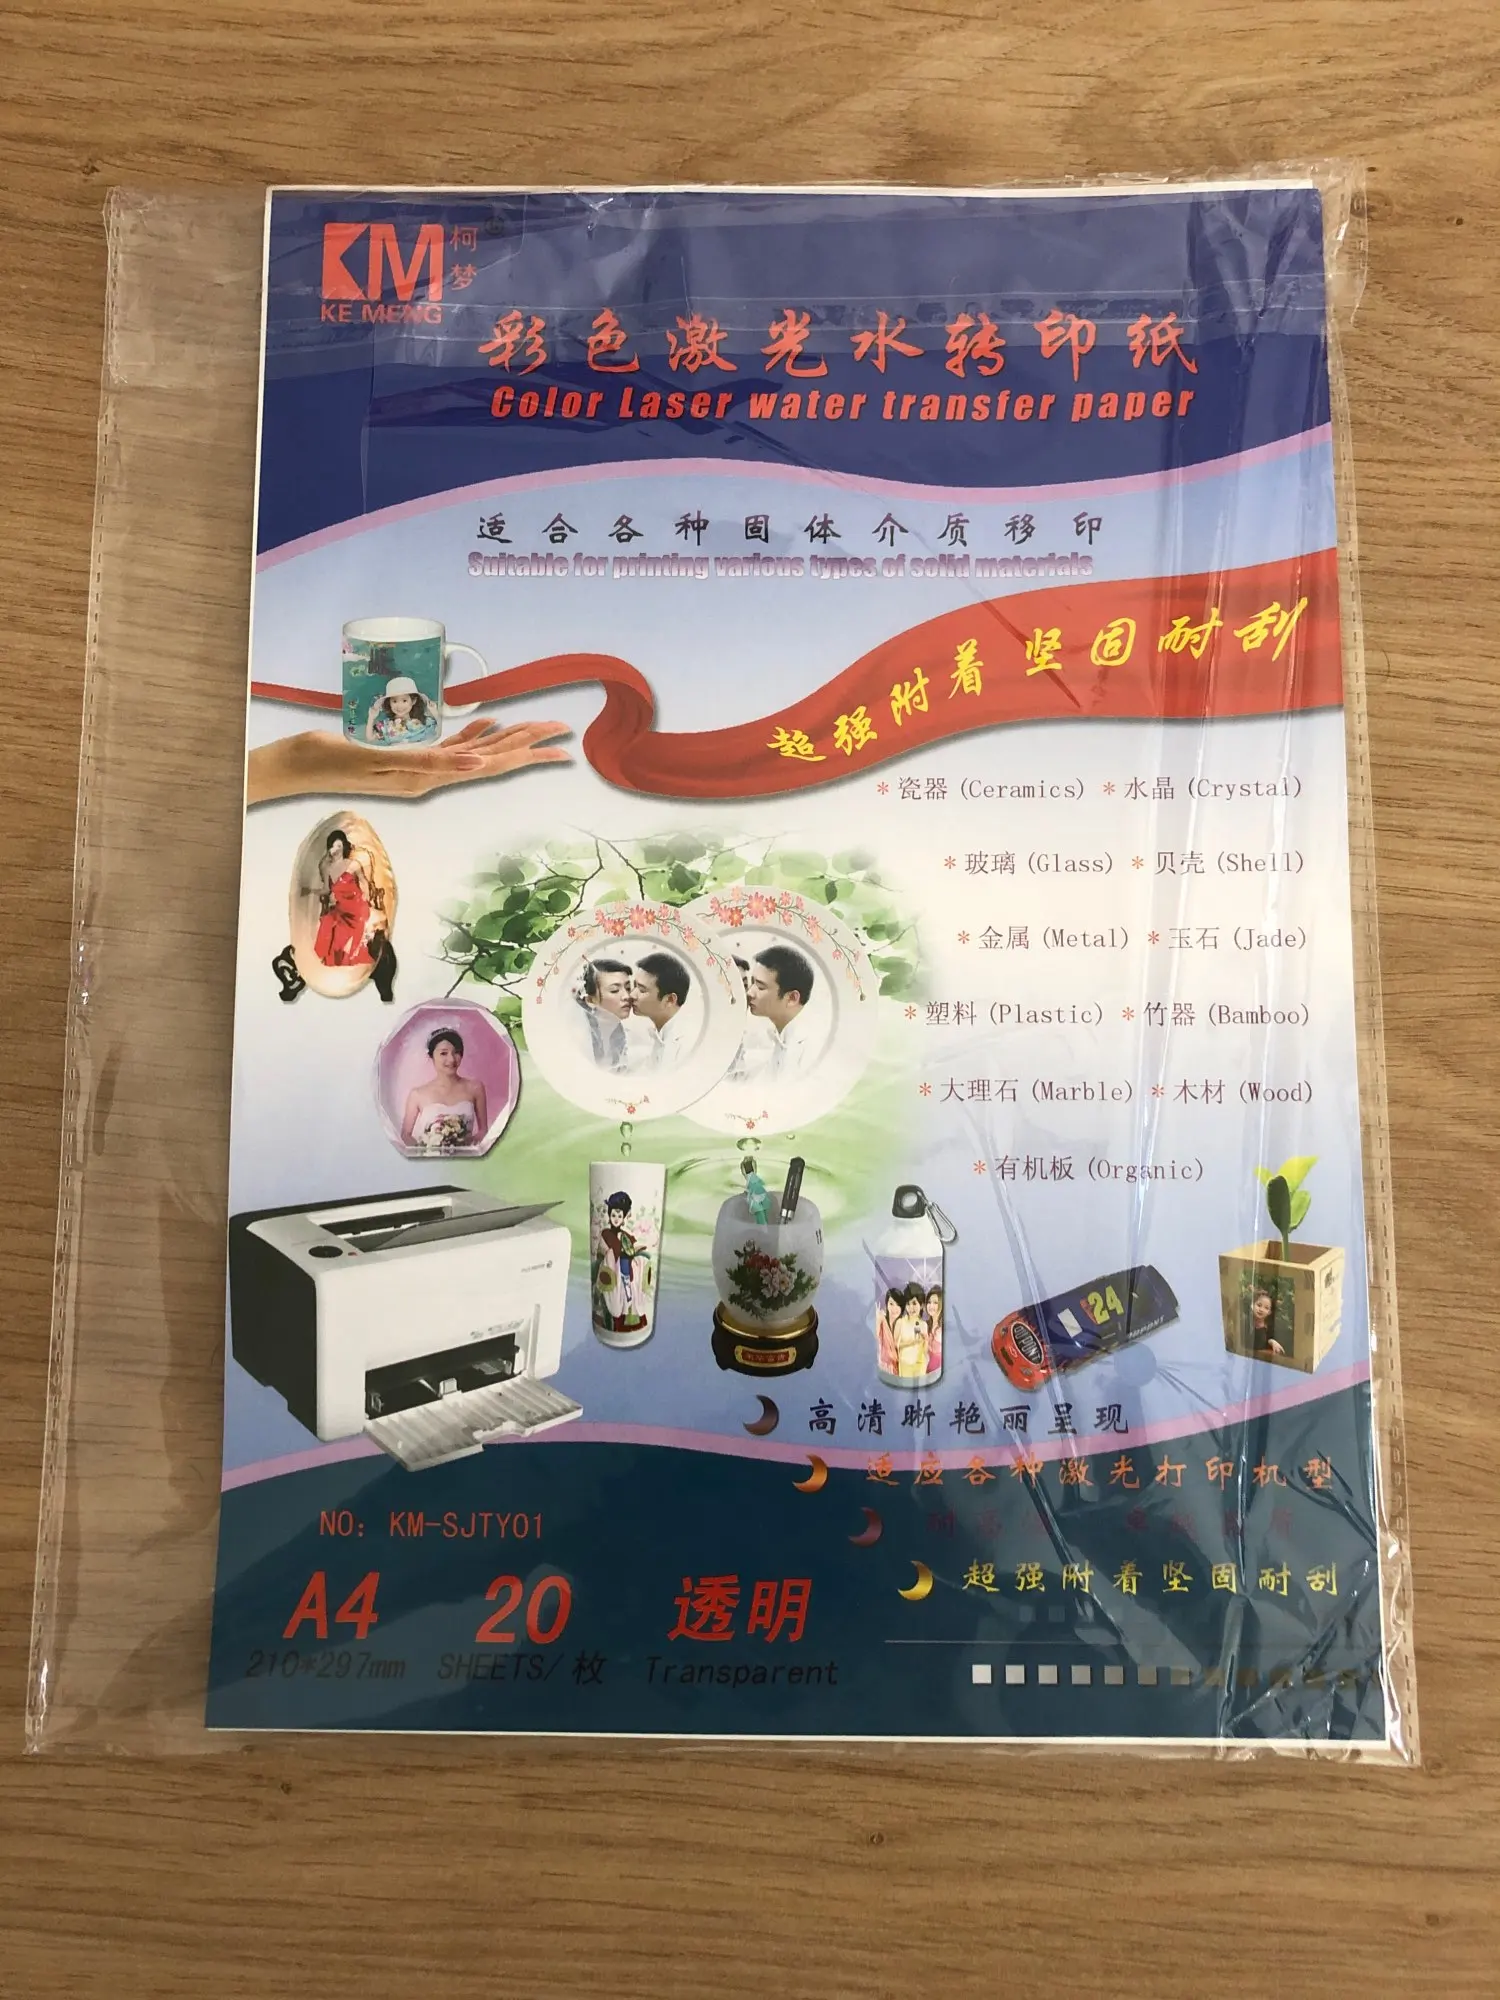 KM 柯梦 ®
KE MENG
彩色激光水转印纸
Color Laser water transfer paper
适合各种固体介质移印
Suitable for printing various types of solid materials
超强附着 坚固耐刮
*瓷器 (Ceramics) *水晶 (Crystal)
*玻璃 (Glass) *贝壳 (Shell)
*金属 (Metal) *玉石 (Jade)
*塑料 (Plastic) *竹器 (Bamboo)
*大理石 (Marble) *木材 (Wood)
*有机板 (Organic)
24
高清晰艳丽呈现
适应各种激光打印机型
超强附着坚固耐刮
NO: KM-SJTY01
A4 20 透明
210*297mm SHEETS/枚 Transparent